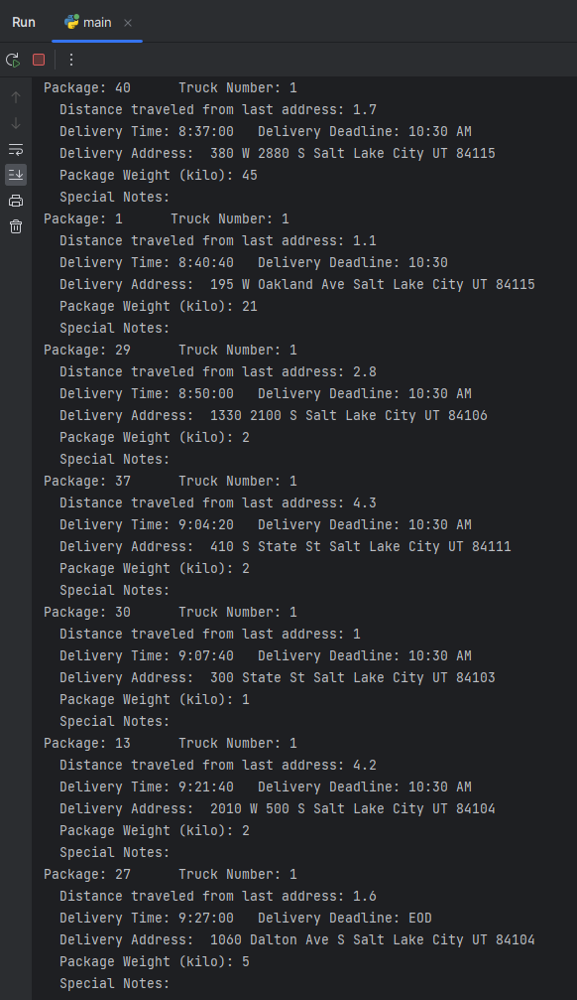 Run main
Package: 40 Truck Number: 1
Distance traveled from last address: 1.7
Delivery Time: 8:37:00 Delivery Deadline: 10:30 AM
Delivery Address: 380 W 2880 S Salt Lake City UT 84115
Package Weight (kilo): 45
Special Notes:
Package: 1 Truck Number: 1
Distance traveled from last address: 1.1
Delivery Time: 8:40:40 Delivery Deadline: 10:30
Delivery Address: 195 W Oakland Ave Salt Lake City UT 84115
Package Weight (kilo): 21
Special Notes:
Package: 29 Truck Number: 1
Distance traveled from last address: 2.8
Delivery Time: 8:50:00 Delivery Deadline: 10:30 AM
Delivery Address: 1330 2100 S Salt Lake City UT 84106
Package Weight (kilo): 2
Special Notes:
Package: 37 Truck Number: 1
Distance traveled from last address: 4.3
Delivery Time: 9:04:20 Delivery Deadline: 10:30 AM
Delivery Address: 410 S State St Salt Lake City UT 84111
Package Weight (kilo): 2
Special Notes:
Package: 30 Truck Number: 1
Distance traveled from last address: 1
Delivery Time: 9:07:40 Delivery Deadline: 10:30 AM
Delivery Address: 300 State St Salt Lake City UT 84103
Package Weight (kilo): 1
Special Notes:
Package: 13 Truck Number: 1
Distance traveled from last address: 4.2
Delivery Time: 9:21:40 Delivery Deadline: 10:30 AM
Delivery Address: 2010 W 500 S Salt Lake City UT 84104
Package Weight (kilo): 2
Special Notes:
Package: 27 Truck Number: 1
Distance traveled from last address: 1.6
Delivery Time: 9:27:00 Delivery Deadline: EOD
Delivery Address: 1060 Dalton Ave S Salt Lake City UT 84104
Package Weight (kilo): 5
Special Notes: